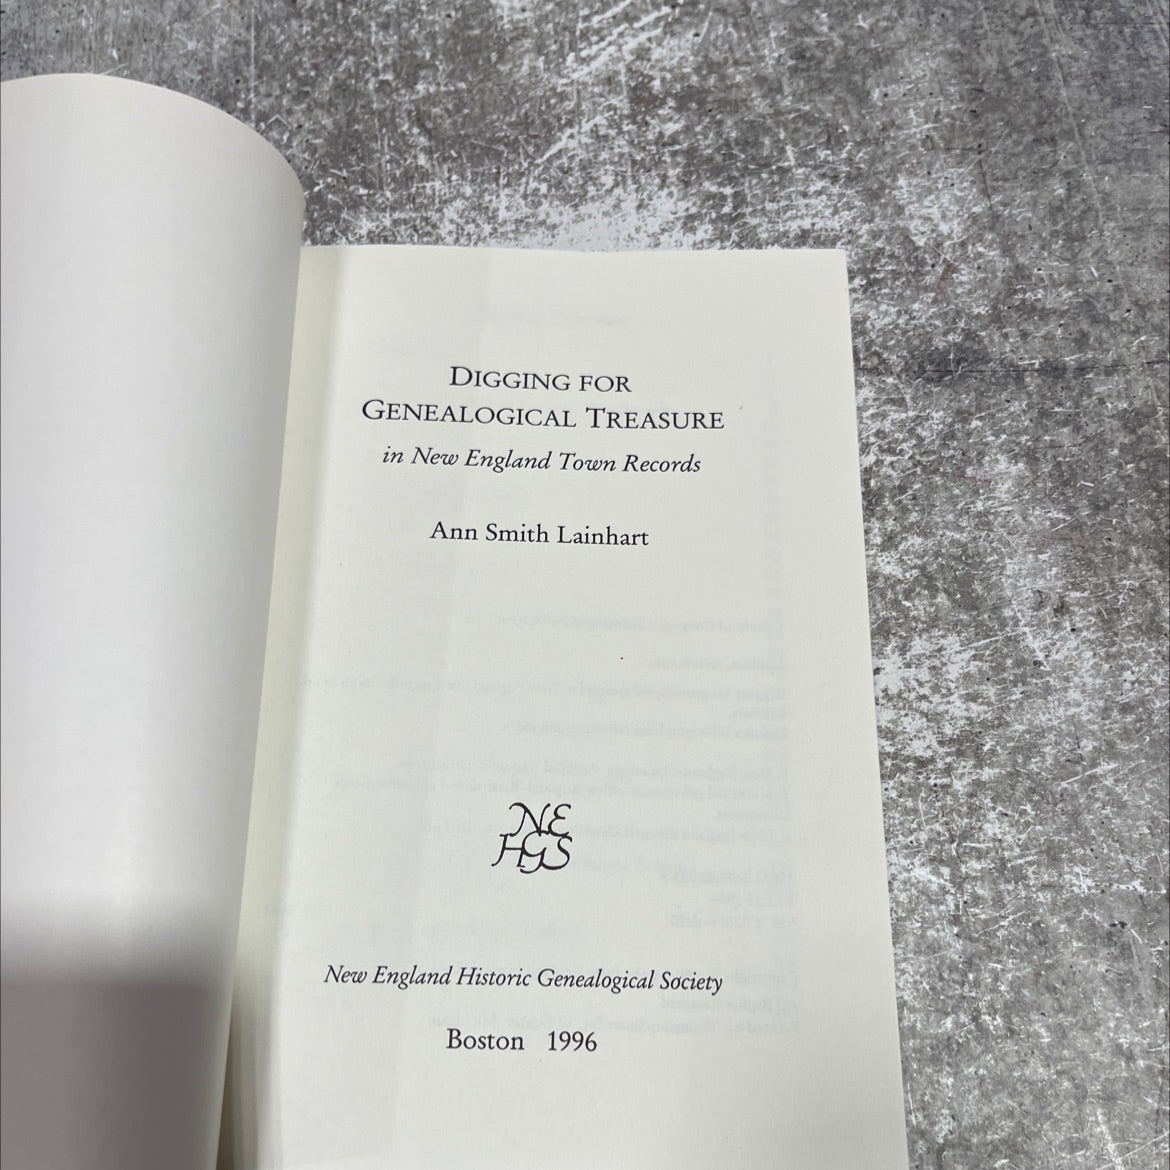 DIGGING FOR
GENEALOGICAL TREASURE
in New England Town Records
Ann Smith Lainhart
NE
HGS
New England Historic Genealogical Society
Boston 1996